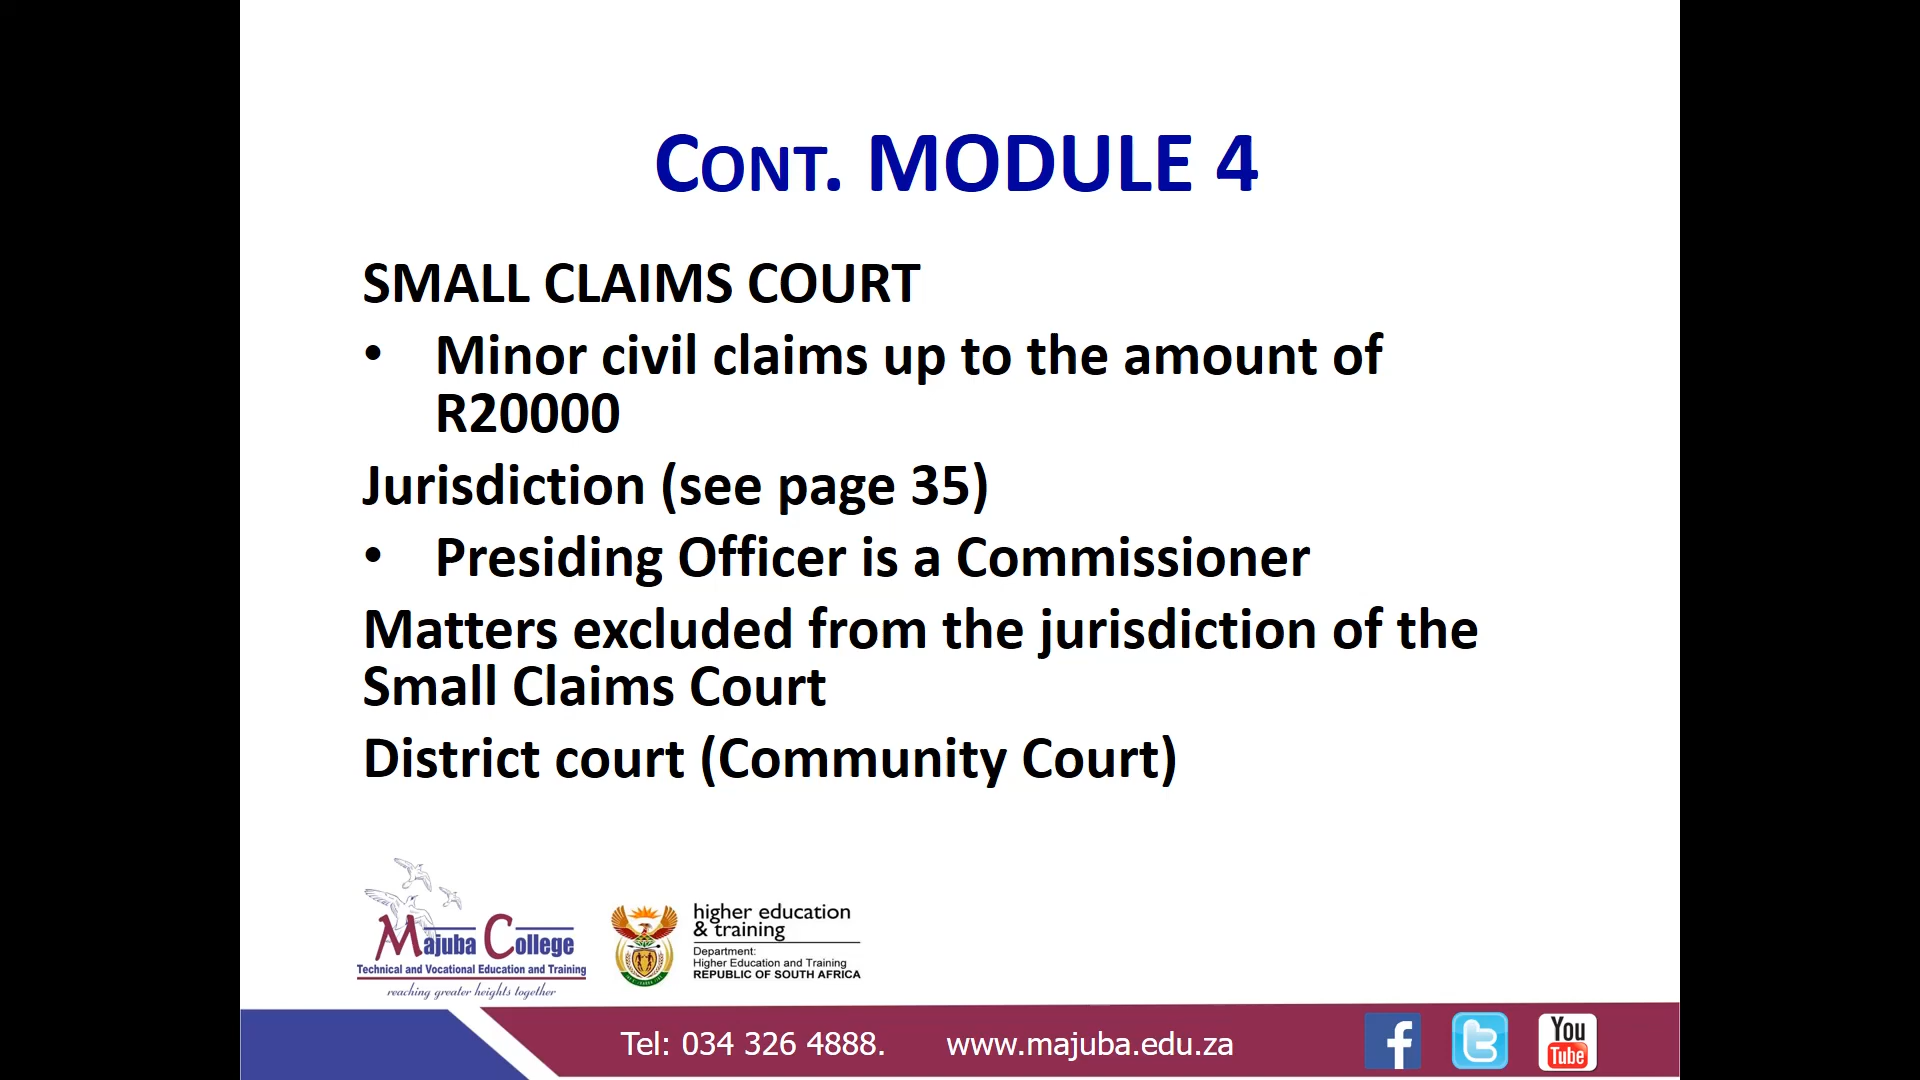 CONT. MODULE 4
SMALL CLAIMS COURT
• Minor civil claims up to the amount of
R20000
Jurisdiction (see page 35)
• Presiding Officer is a Commissioner
Matters excluded from the jurisdiction of the
Small Claims Court
District court (Community Court)
Majuba College
Technical and Vocational Education and Training
reaching greater heights together
higher education
& training
Department:
Higher Education and Training
REPUBLIC OF SOUTH AFRICA
Tel: 034 326 4888. www.majuba.edu.za
You
Tube